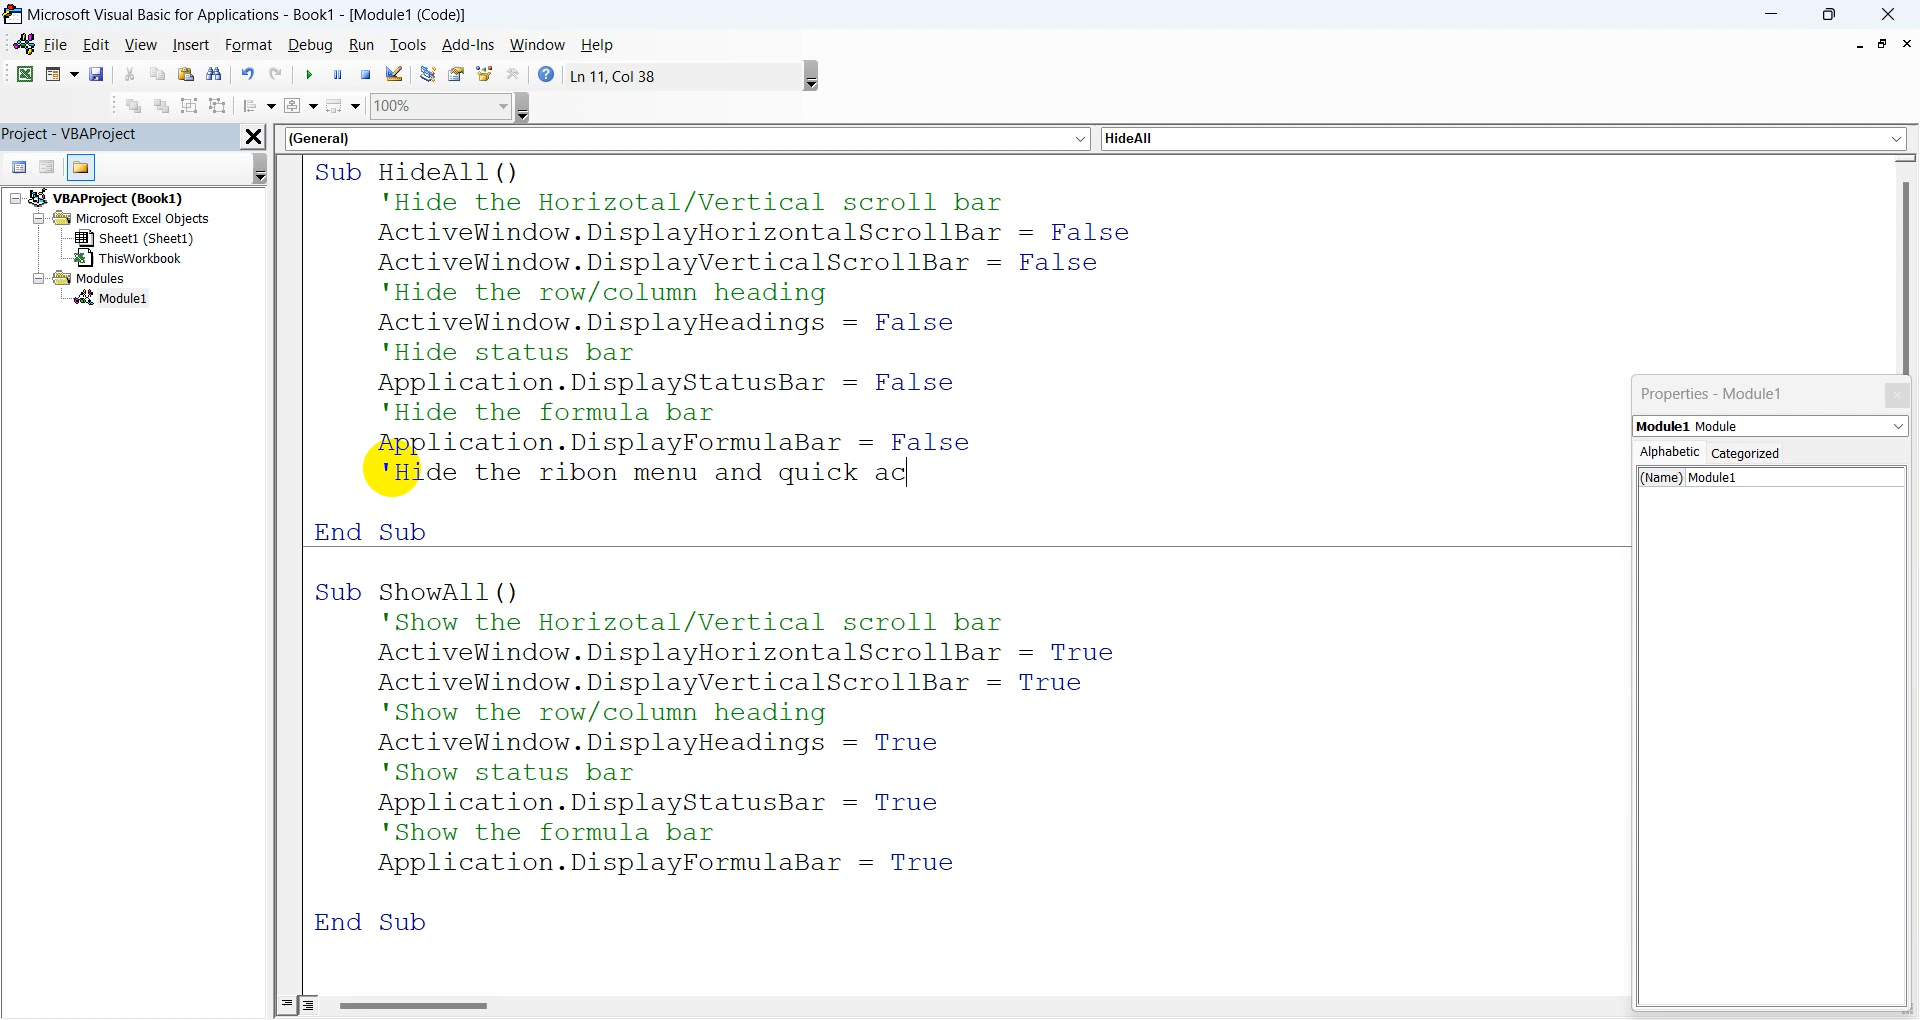 Microsoft Visual Basic for Applications - Book1 - [Module1 (Code)]
File Edit View Insert Format Debug Run Tools Add-Ins Window Help
Ln 11, Col 38
100%
Project - VBAProject
(General)
HideAll
VBAProject (Book1)
Microsoft Excel Objects
Sheet1 (Sheet1)
ThisWorkbook
Modules
Module1
Sub HideAll()
'Hide the Horizotal/Vertical scroll bar
ActiveWindow.DisplayHorizontalScrollBar = False
ActiveWindow.DisplayVerticalScrollBar = False
'Hide the row/column heading
ActiveWindow.DisplayHeadings = False
'Hide status bar
Application.DisplayStatusBar = False
'Hide the formula bar
Application.DisplayFormulaBar = False
'Hide the ribon menu and quick ac
End Sub
Sub ShowAll()
'Show the Horizotal/Vertical scroll bar
ActiveWindow.DisplayHorizontalScrollBar = True
ActiveWindow.DisplayVerticalScrollBar = True
'Show the row/column heading
ActiveWindow.DisplayHeadings = True
'Show status bar
Application.DisplayStatusBar = True
'Show the formula bar
Application.DisplayFormulaBar = True
End Sub
Properties - Module1
Module1 Module
Alphabetic Categorized
(Name) Module1